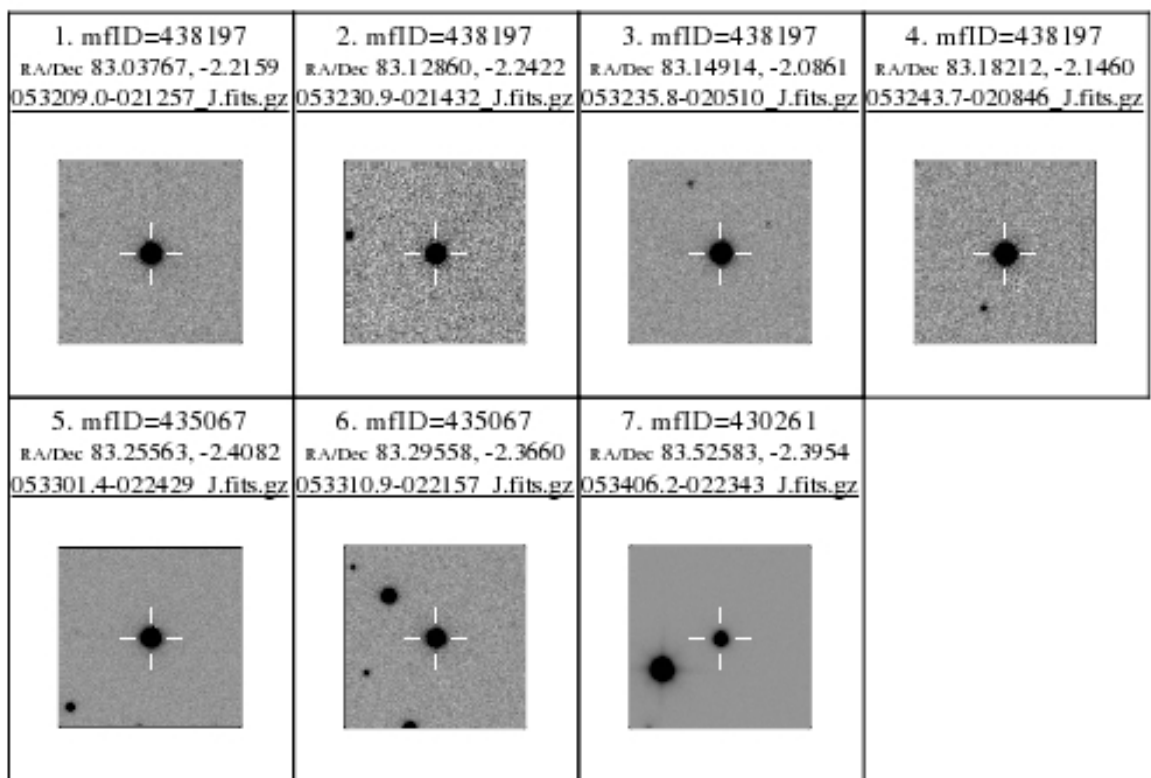 1. mfID=438197
RA/Dec 83.03767, -2.2159
053209.0-021257_J.fits.gz
2. mfID=438197
RA/Dec 83.12860, -2.2422
053230.9-021432_J.fits.gz
3. mfID=438197
RA/Dec 83.14914, -2.0861
053235.8-020510_J.fits.gz
4. mfID=438197
RA/Dec 83.18212, -2.1460
053243.7-020846_J.fits.gz
5. mfID=435067
RA/Dec 83.25563, -2.4082
053301.4-022429_J.fits.gz
6. mfID=435067
RA/Dec 83.29558, -2.3660
053310.9-022157_J.fits.gz
7. mfID=430261
RA/Dec 83.52583, -2.3954
053406.2-022343_J.fits.gz